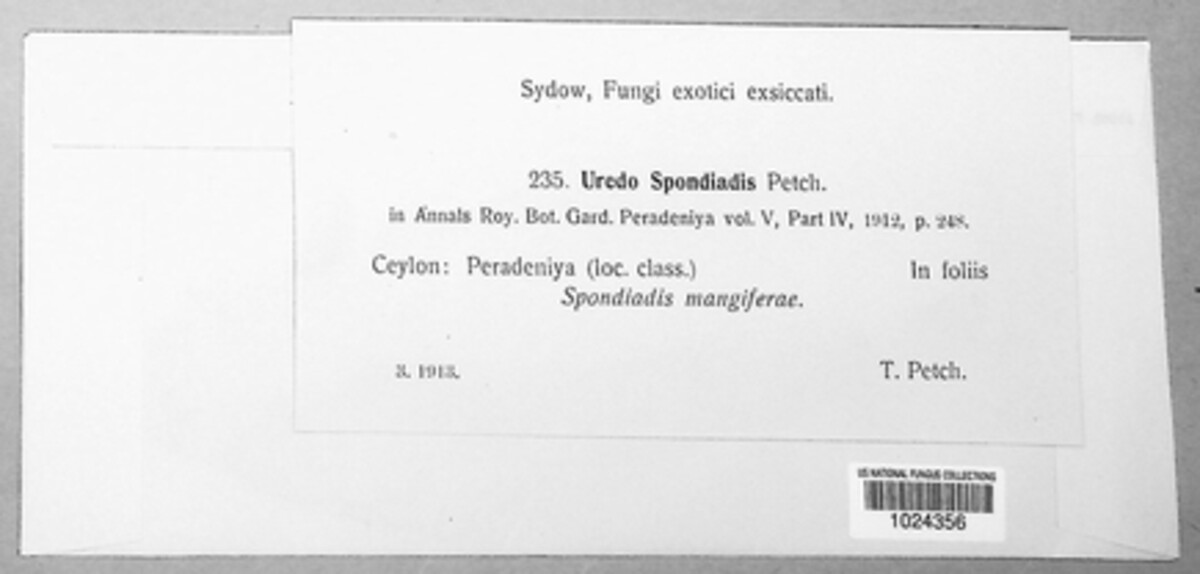 Sydow, Fungi exotici exsiccati.
235. Uredo Spondiadis Petch.
in Annals Roy. Bot. Gard. Peradeniya vol. V, Part IV, 1912, p. 248.
Ceylon: Peradeniya (loc. class.) In foliis
Spondiadis mangiferae.
3. 1913. T. Petch.
US NATIONAL FUNGUS COLLECTIONS
1024356